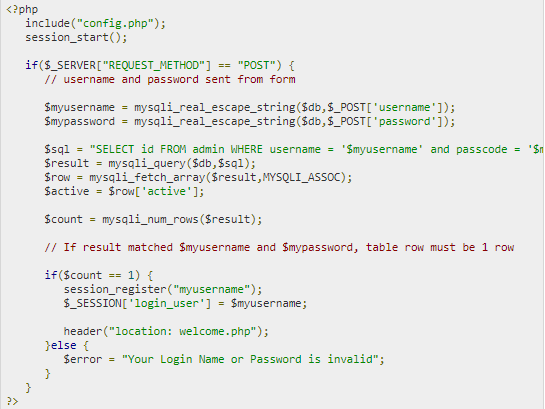 <?php
include("config.php");
session_start();
if($_SERVER["REQUEST_METHOD"] == "POST") {
// username and password sent from form
$myusername = mysqli_real_escape_string($db,$_POST['username']);
$mypassword = mysqli_real_escape_string($db,$_POST['password']);
$sql = "SELECT id FROM admin WHERE username = '$myusername' and passcode = '$m
$result = mysqli_query($db,$sql);
$row = mysqli_fetch_array($result,MYSQLI_ASSOC);
$active = $row['active'];
$count = mysqli_num_rows($result);
// If result matched $myusername and $mypassword, table row must be 1 row
if($count == 1) {
session_register("myusername");
$_SESSION['login_user'] = $myusername;
header("location: welcome.php");
}else {
$error = "Your Login Name or Password is invalid";
}
}
?>